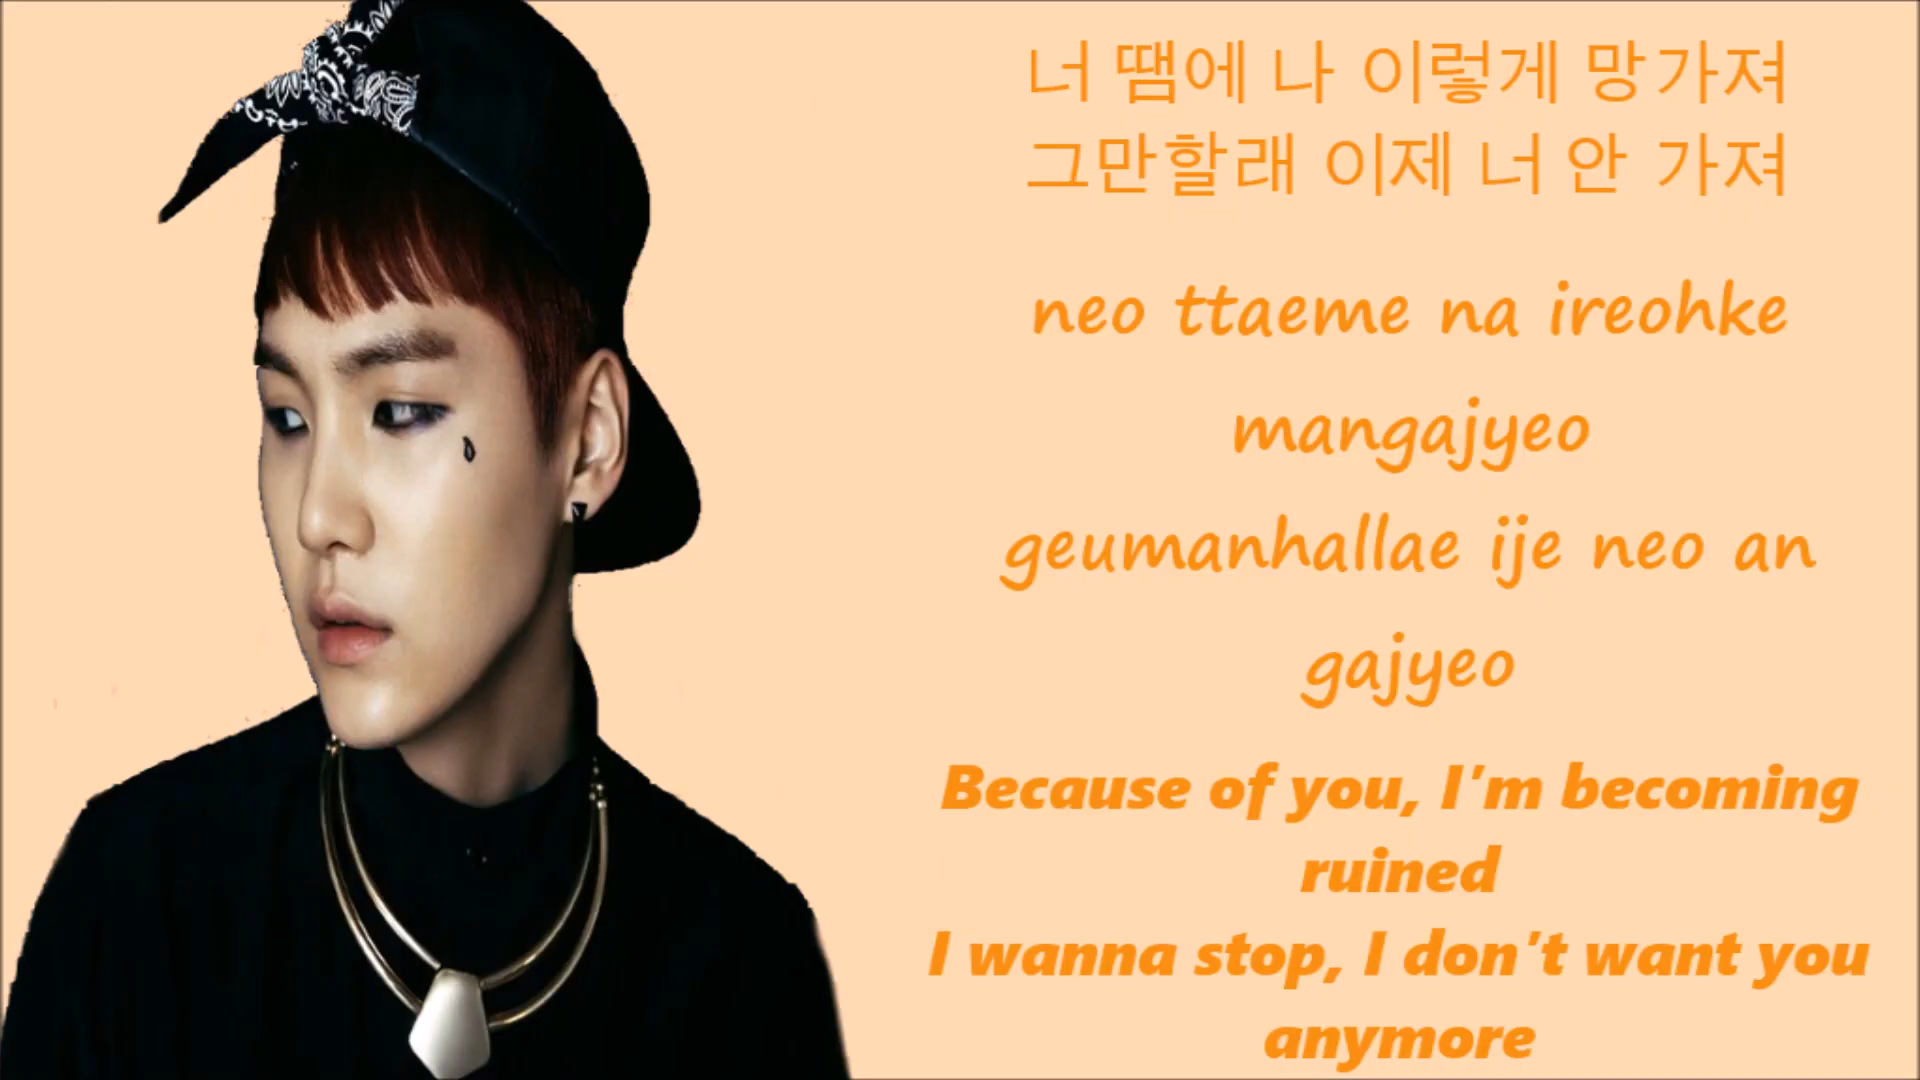 너 땜에 나 이렇게 망가져
그만할래 이제 너 안 가져
neo ttaeme na ireohke
mangajyeo
geumanhallae ije neo an
gajyeo
Because of you, I'm becoming
ruined
I wanna stop, I don't want you
anymore